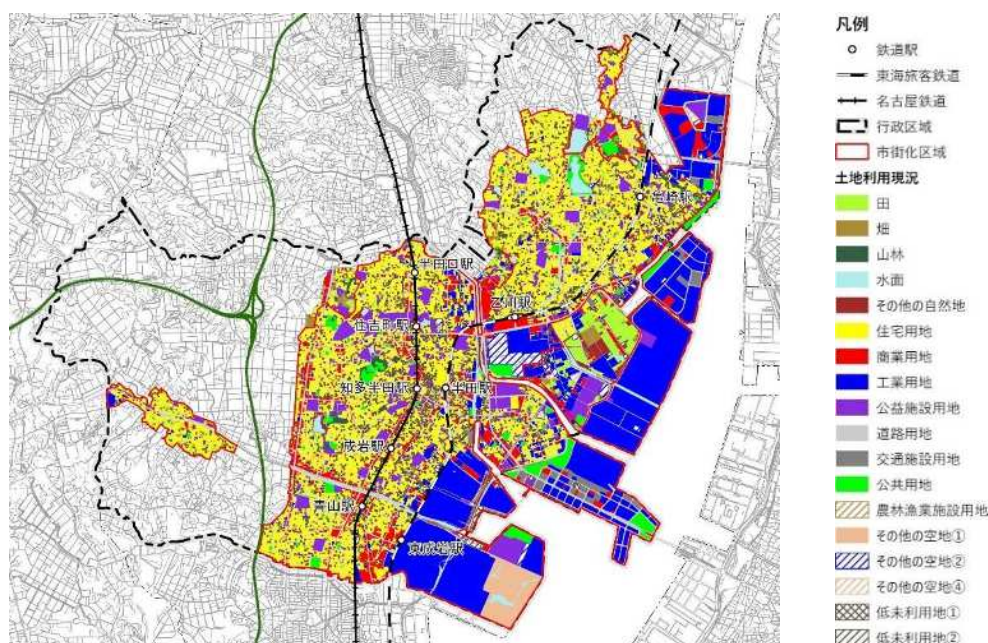 半田口駅
亀崎駅
乙川駅
住吉町駅
知多半田駅
半田駅
成岩駅
青山駅
東成岩駅
凡例
鉄道駅
東海旅客鉄道
名古屋鉄道
行政区域
市街化区域
土地利用現況
田
畑
山林
水面
その他の自然地
住宅用地
商業用地
工業用地
公益施設用地
道路用地
交通施設用地
公共用地
農林漁業施設用地
その他の空地①
その他の空地②
その他の空地④
低未利用地①
低未利用地②